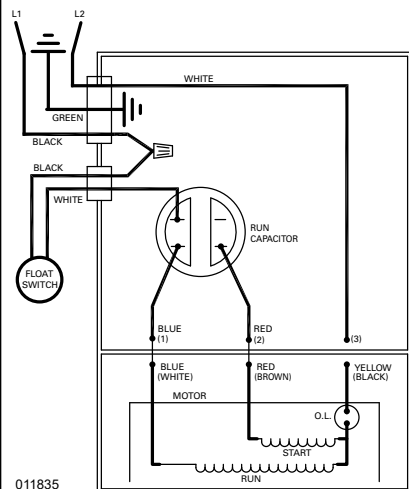 L1
L2
WHITE
GREEN
BLACK
BLACK
WHITE
RUN
CAPACITOR
FLOAT
SWITCH
BLUE
(1)
RED
(2)
(3)
BLUE
(WHITE)
RED
(BROWN)
YELLOW
(BLACK)
MOTOR
O.L.
START
RUN
011835